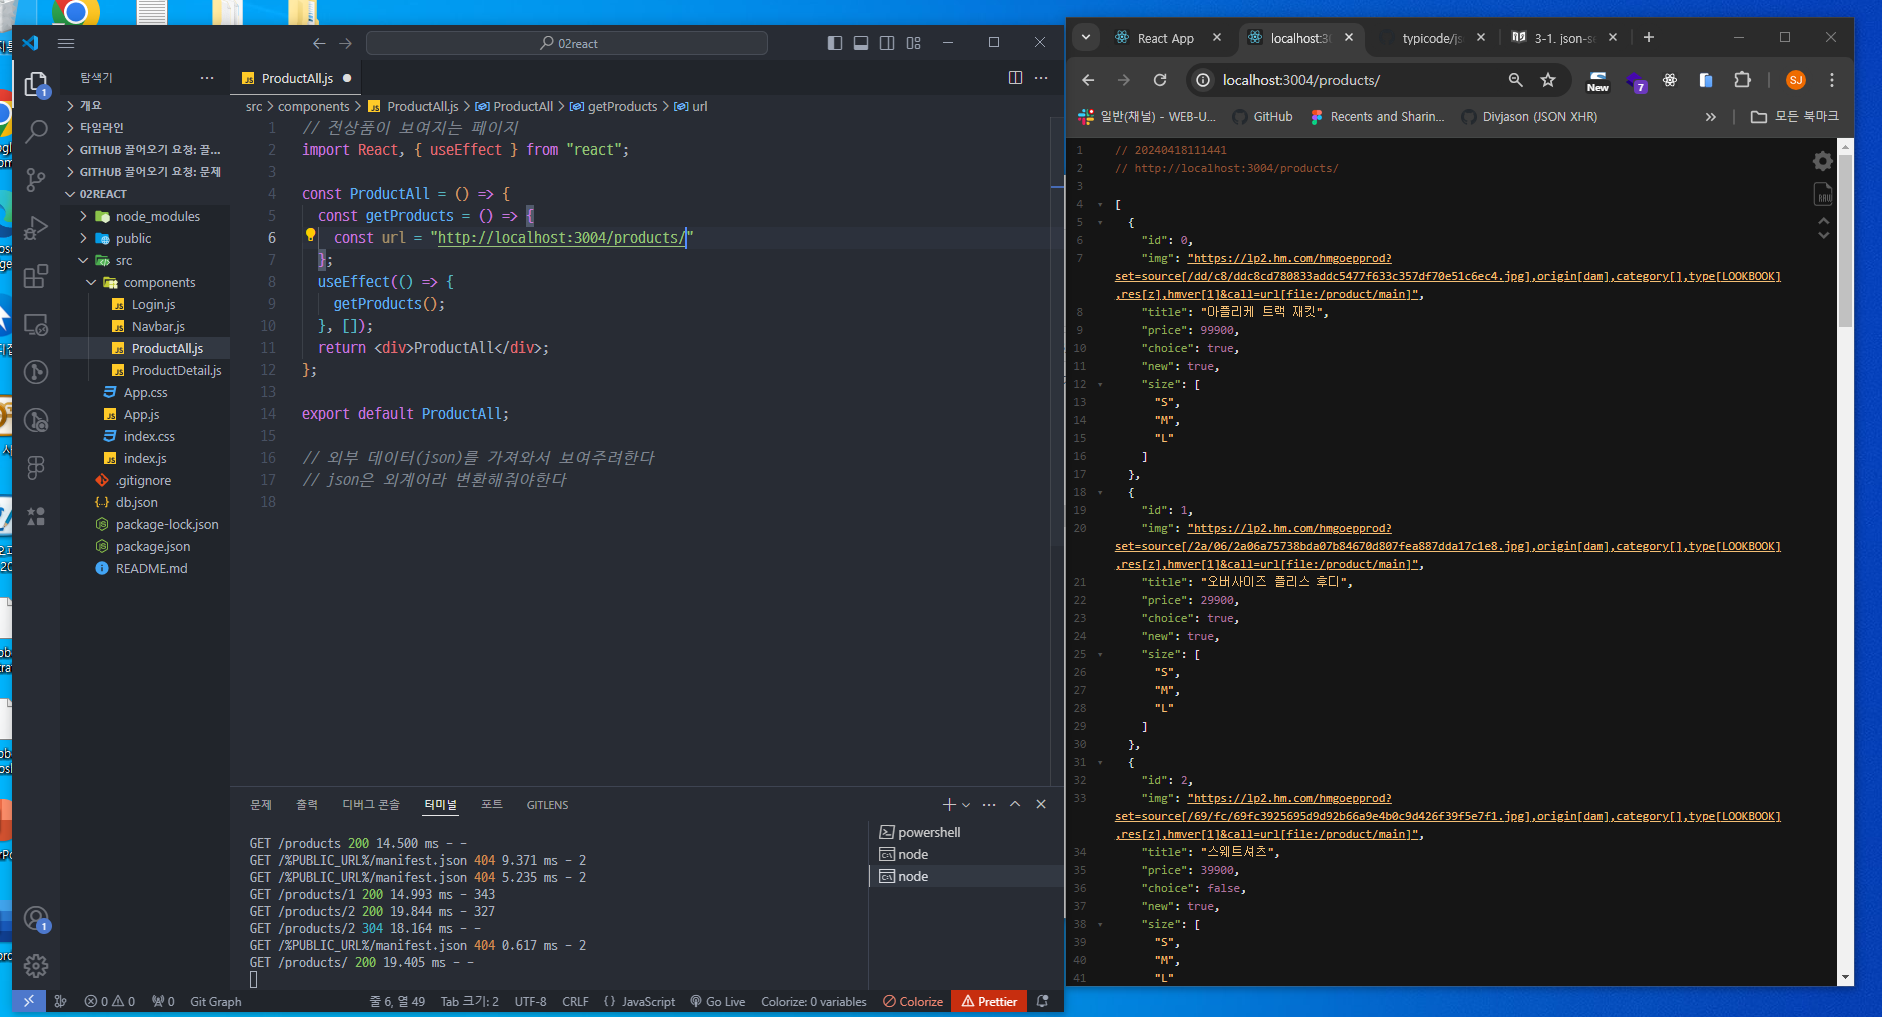 02react
탐색기
개요
타임라인
GITHUB 끌어오기 요청: 끌...
GITHUB 끌어오기 요청: 문제
02REACT
node_modules
public
src
components
Login.js
Navbar.js
ProductAll.js
ProductDetail.js
App.css
App.js
index.css
index.js
.gitignore
db.json
package-lock.json
package.json
README.md
ProductAll.js
src > components > ProductAll.js > ProductAll > getProducts > url
1 // 전상품이 보여지는 페이지
2 import React, { useEffect } from "react";
3
4 const ProductAll = () => {
5 const getProducts = () => {
6 const url = "http://localhost:3004/products/"
7 };
8 useEffect(() => {
9 getProducts();
10 }, []);
11 return <div>ProductAll</div>;
12 };
13
14 export default ProductAll;
15
16 // 외부 데이터(json)를 가져와서 보여주려한다
17 // json은 외계어라 변환해줘야한다
18
문제 출력 디버그 콘솔 터미널 포트 GITLENS
GET /products 200 14.500 ms - -
GET /%PUBLIC_URL%/manifest.json 404 9.371 ms - 2
GET /%PUBLIC_URL%/manifest.json 404 5.235 ms - 2
GET /products/1 200 14.993 ms - 343
GET /products/2 200 19.844 ms - 327
GET /products/2 304 18.164 ms - -
GET /%PUBLIC_URL%/manifest.json 404 0.617 ms - 2
GET /products/ 200 19.405 ms - -
powershell
node
node
0 0 0 Git Graph 줄 6, 열 49 Tab 크기: 2 UTF-8 CRLF {} JavaScript Go Live Colorize: 0 variables Colorize Prettier
React App localhost:30 typicode/js 3-1. json-se
localhost:3004/products/ New 7 SJ
일반(채널) - WEB-U... GitHub Recents and Sharin... Divjason (JSON XHR) » 모든 북마크
1 // 20240418111441
2 // http://localhost:3004/products/
3
4 [
5 {
6 "id": 0,
7 "img": "https://lp2.hm.com/hmgoepprod?
set=source[/dd/c8/ddc8cd780833addc5477f633c357df70e51c6ec4.jpg],origin[dam],category[],type[LOOKBOOK]
,res[z],hmver[1]&call=url[file:/product/main]",
8 "title": "아플리케 트랙 재킷",
9 "price": 99900,
10 "choice": true,
11 "new": true,
12 "size": [
13 "S",
14 "M",
15 "L"
16 ]
17 },
18 {
19 "id": 1,
20 "img": "https://lp2.hm.com/hmgoepprod?
set=source[/2a/06/2a06a75738bda07b84670d807fea887dda17c1e8.jpg],origin[dam],category[],type[LOOKBOOK]
,res[z],hmver[1]&call=url[file:/product/main]",
21 "title": "오버사이즈 플리스 후디",
22 "price": 29900,
23 "choice": true,
24 "new": true,
25 "size": [
26 "S",
27 "M",
28 "L"
29 ]
30 },
31 {
32 "id": 2,
33 "img": "https://lp2.hm.com/hmgoepprod?
set=source[/69/fc/69fc3925695d9d92b66a9e4b0c9d426f39f5e7f1.jpg],origin[dam],category[],type[LOOKBOOK]
,res[z],hmver[1]&call=url[file:/product/main]",
34 "title": "스웨트셔츠",
35 "price": 39900,
36 "choice": false,
37 "new": true,
38 "size": [
39 "S",
40 "M",
41 "L"
RAW